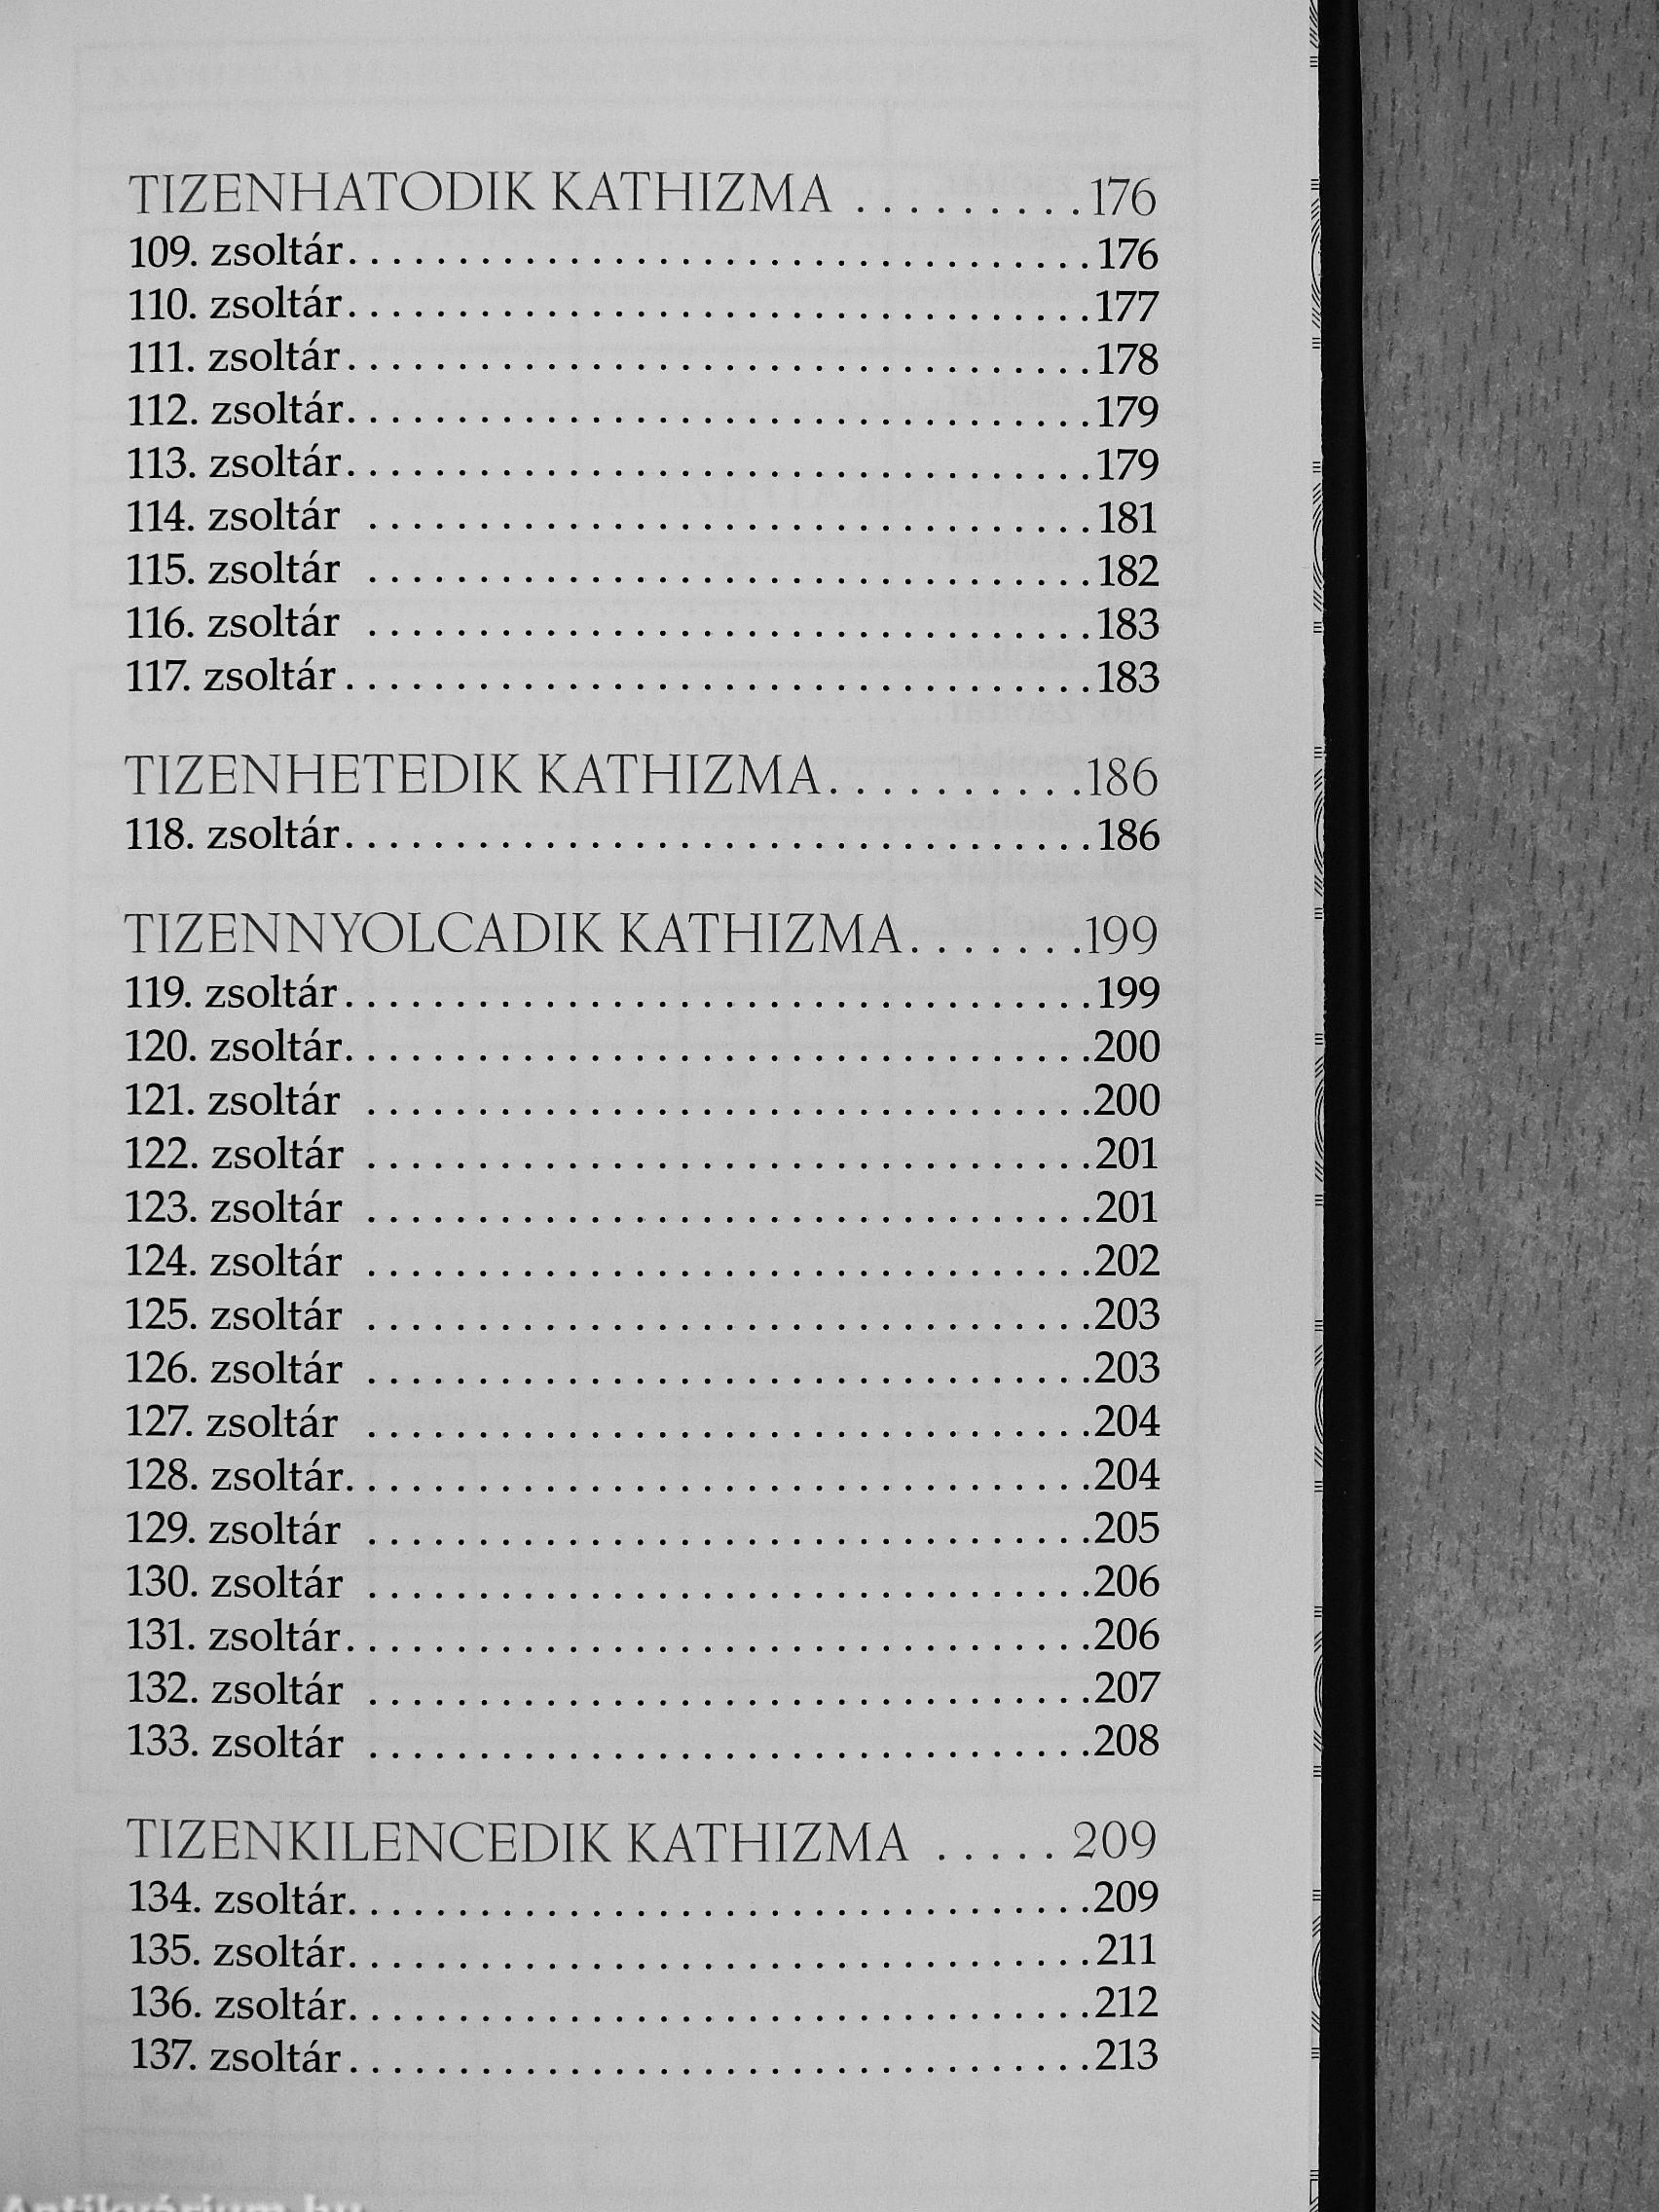 TIZENHATODIK KATHIZMA . . . . . . . . . 176
109. zsoltár . . . . . . . . . . 176
110. zsoltár . . . . . . . . . . 177
111. zsoltár . . . . . . . . . . 178
112. zsoltár . . . . . . . . . . 179
113. zsoltár . . . . . . . . . . 179
114. zsoltár . . . . . . . . . . 181
115. zsoltár . . . . . . . . . . 182
116. zsoltár . . . . . . . . . . 183
117. zsoltár . . . . . . . . . . 183
TIZENHETEDIK KATHIZMA . . . . . . . . . . 186
118. zsoltár . . . . . . . . . . 186
TIZENNYOLCADIK KATHIZMA . . . . . . . 199
119. zsoltár . . . . . . . . . . 199
120. zsoltár . . . . . . . . . . 200
121. zsoltár . . . . . . . . . . 200
122. zsoltár . . . . . . . . . . 201
123. zsoltár . . . . . . . . . . 201
124. zsoltár . . . . . . . . . . 202
125. zsoltár . . . . . . . . . . 203
126. zsoltár . . . . . . . . . . 203
127. zsoltár . . . . . . . . . . 204
128. zsoltár . . . . . . . . . . 204
129. zsoltár . . . . . . . . . . 205
130. zsoltár . . . . . . . . . . 206
131. zsoltár . . . . . . . . . . 206
132. zsoltár . . . . . . . . . . 207
133. zsoltár . . . . . . . . . . 208
TIZENKILENCEDIK KATHIZMA . . . . . 209
134. zsoltár . . . . . . . . . . 209
135. zsoltár . . . . . . . . . . 211
136. zsoltár . . . . . . . . . . 212
137. zsoltár . . . . . . . . . . 213
Antikvárium.hu